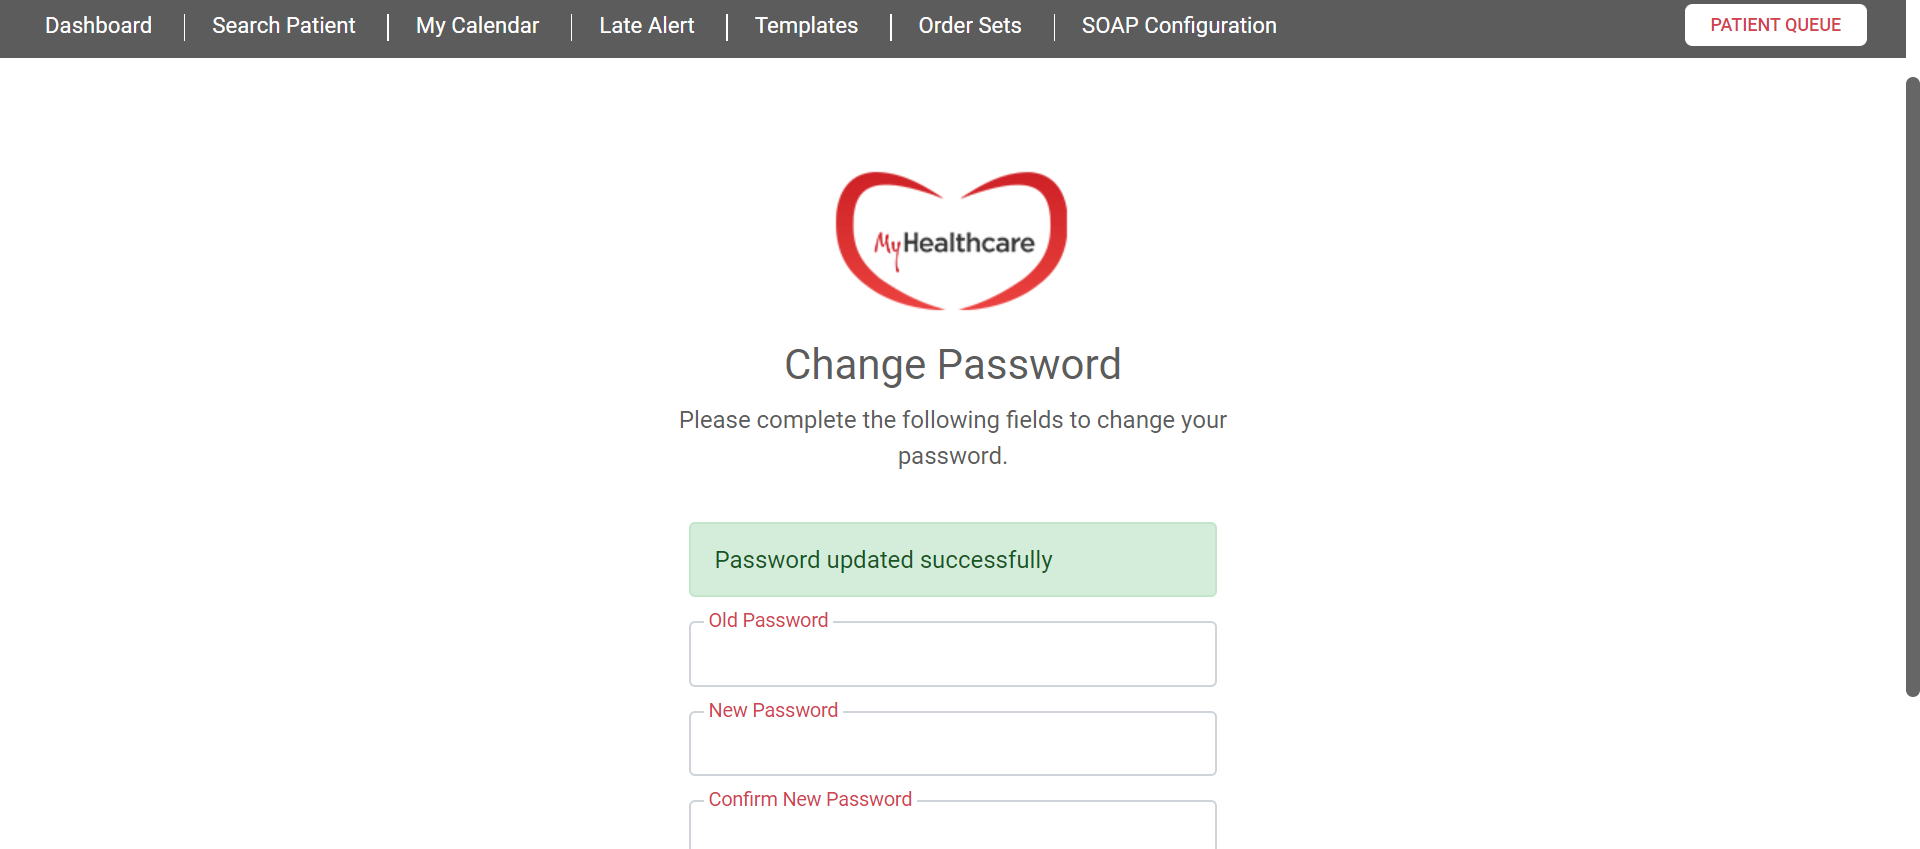 Dashboard Search Patient My Calendar Late Alert Templates Order Sets SOAP Configuration PATIENT QUEUE
MyHealthcare
Change Password
Please complete the following fields to change your
password.
Password updated successfully
Old Password
New Password
Confirm New Password